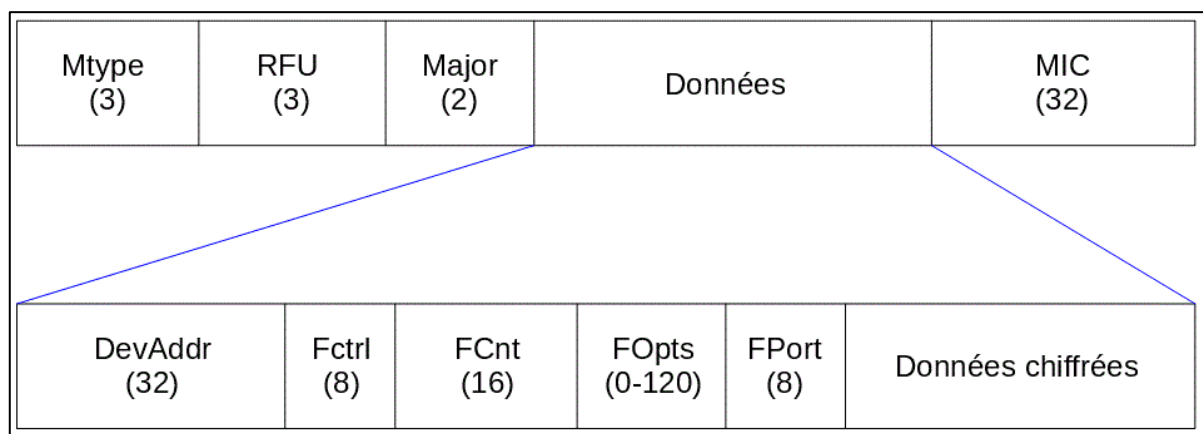 Mtype
(3)
RFU
(3)
Major
(2)
Données
MIC
(32)
DevAddr
(32)
Fctrl
(8)
FCnt
(16)
FOpts
(0-120)
FPort
(8)
Données chiffrées